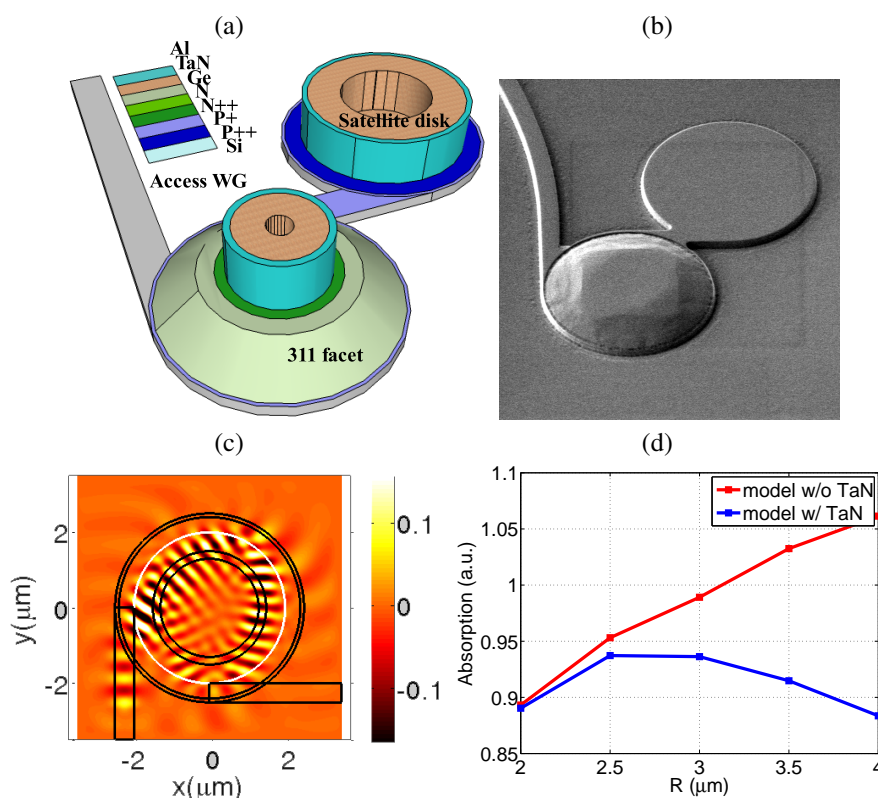 (a)
Al
TaN
Ge
N
N++
P+
P++
Si
Access WG
Satellite disk
311 facet
(b)
(c)
2
0
-2
y(μm)
-2
0
2
x(μm)
0.1
0
-0.1
(d)
1.1
1.05
1
0.95
0.9
0.85
Absorption (a.u.)
model w/o TaN
model w/ TaN
2
2.5
3
3.5
4
R (μm)